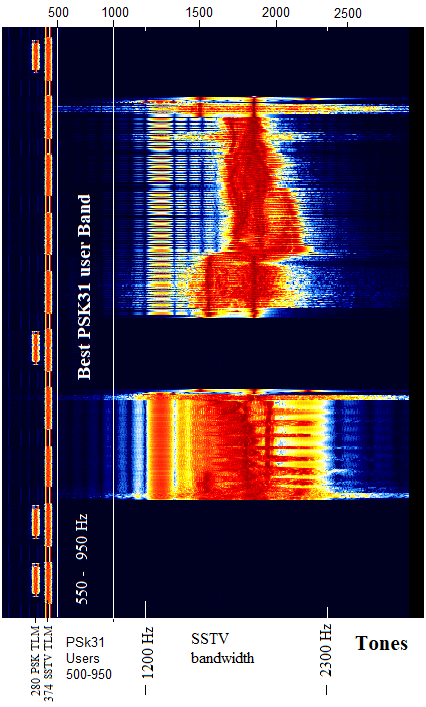 500 1000 1500 2000 2500
Best PSK31 user Band
550 - 950 Hz
280 PSK TLM
374 SSTV TLM
PSk31
Users
500-950
1200 Hz
SSTV
bandwidth
2300 Hz
Tones